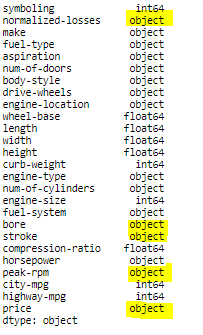 symboling int64
normalized-losses object
make object
fuel-type object
aspiration object
num-of-doors object
body-style object
drive-wheels object
engine-location object
wheel-base float64
length float64
width float64
height float64
curb-weight int64
engine-type object
num-of-cylinders object
engine-size int64
fuel-system object
bore object
stroke object
compression-ratio float64
horsepower object
peak-rpm object
city-mpg int64
highway-mpg int64
price object
dtype: object